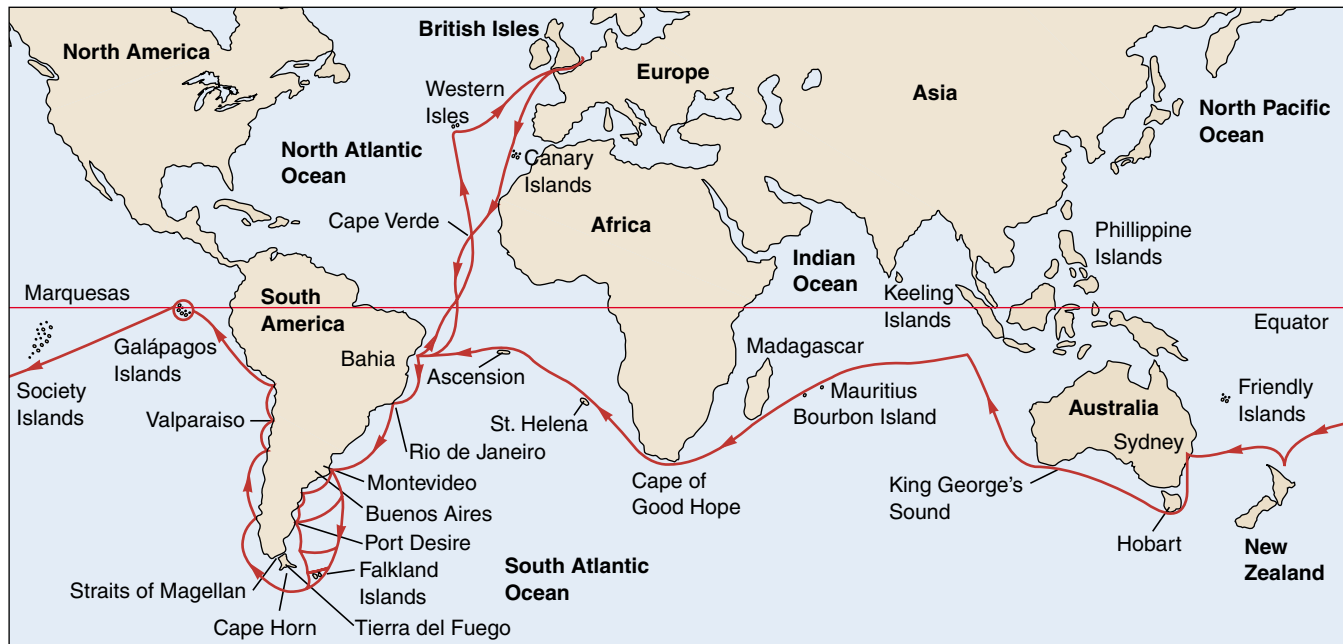 British Isles
North America
Europe
Western
Isles
Asia
North Pacific
Ocean
North Atlantic
Ocean
Canary
Islands
Cape Verde
Africa
Phillippine
Islands
Indian
Ocean
Marquesas
South
America
Keeling
Islands
Equator
Galápagos
Islands
Bahia
Ascension
Madagascar
Society
Islands
Valparaiso
St. Helena
Mauritius
Bourbon Island
Australia
Sydney
Friendly
Islands
Rio de Janeiro
Montevideo
Buenos Aires
Port Desire
Cape of
Good Hope
King George's
Sound
Hobart
New
Zealand
Straits of Magellan
Falkland
Islands
South Atlantic
Ocean
Cape Horn
Tierra del Fuego